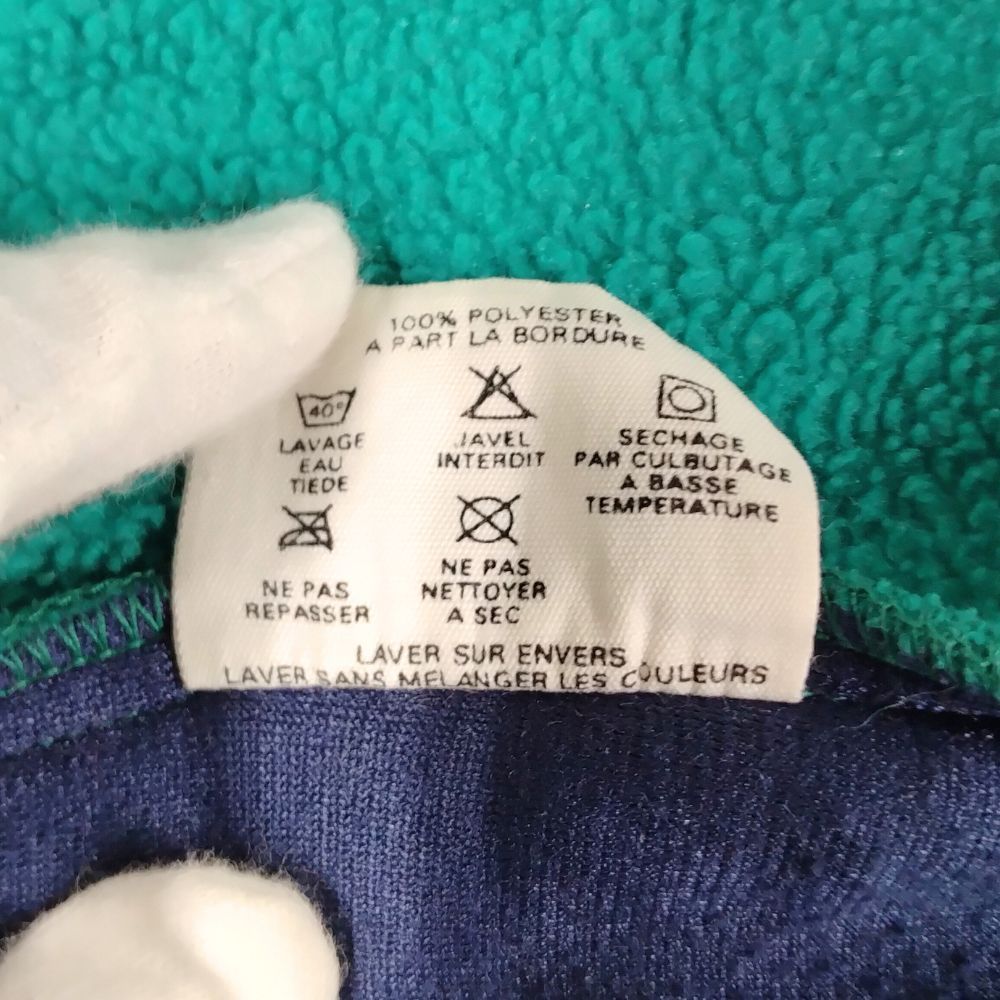 100% POLYESTER
A PART LA BORDURE
40°
LAVAGE
EAU
TIEDE
JAVEL
INTERDIT
SECHAGE
PAR CULBUTAGE
A BASSE
TEMPERATURE
NE PAS
REPASSER
NE PAS
NETTOYER
A SEC
LAVER SUR ENVERS
LAVER SANS MELANGER LES COULEURS